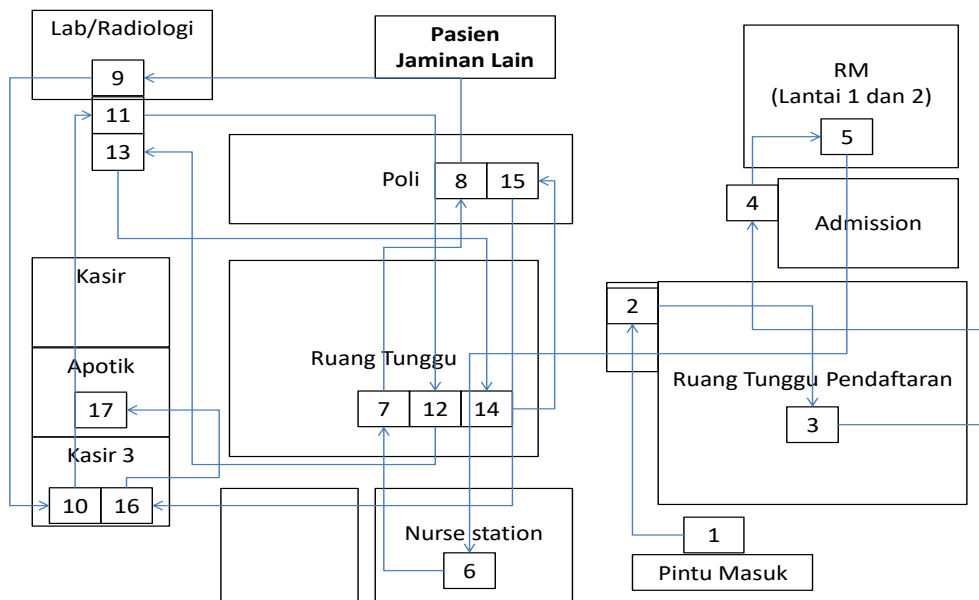 Lab/Radiologi
9
11
13
Pasien
Jaminan Lain
RM
(Lantai 1 dan 2)
5
4
Admission
Poli
8
15
Kasir
Apotik
17
Kasir 3
10
16
Ruang Tunggu
7
12
14
2
Ruang Tunggu Pendaftaran
3
Nurse station
6
1
Pintu Masuk